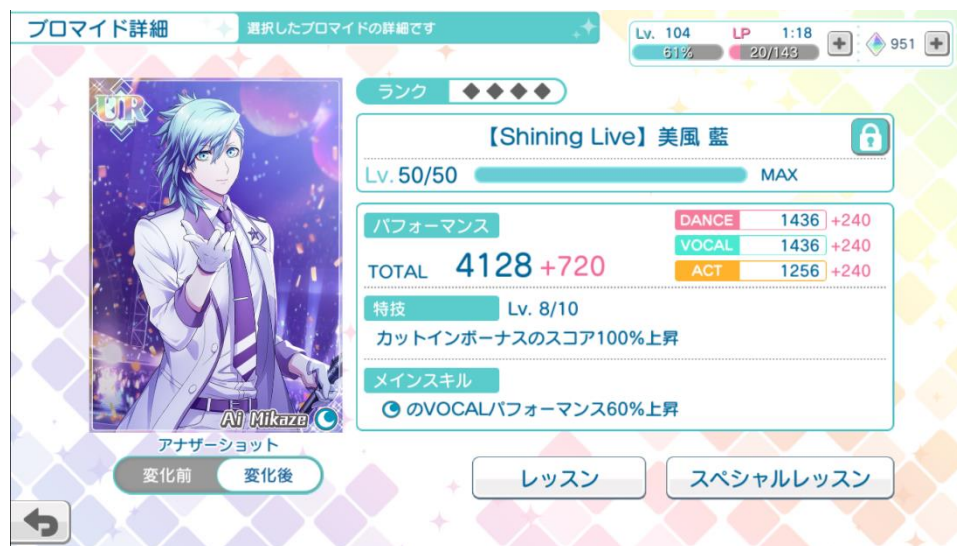 ブロマイド詳細
選択したブロマイドの詳細です
Lv. 104
61%
LP 1:18
20/143
951
UR
ランク
【Shining Live】美風 藍
Lv. 50/50 MAX
パフォーマンス
TOTAL 4128 +720
DANCE 1436 +240
VOCAL 1436 +240
ACT 1256 +240
特技 Lv. 8/10
カットインボーナスのスコア100%上昇
メインスキル
のVOCALパフォーマンス60%上昇
Ai Mikaze
アナザーショット
変化前 変化後
レッスン
スペシャルレッスン